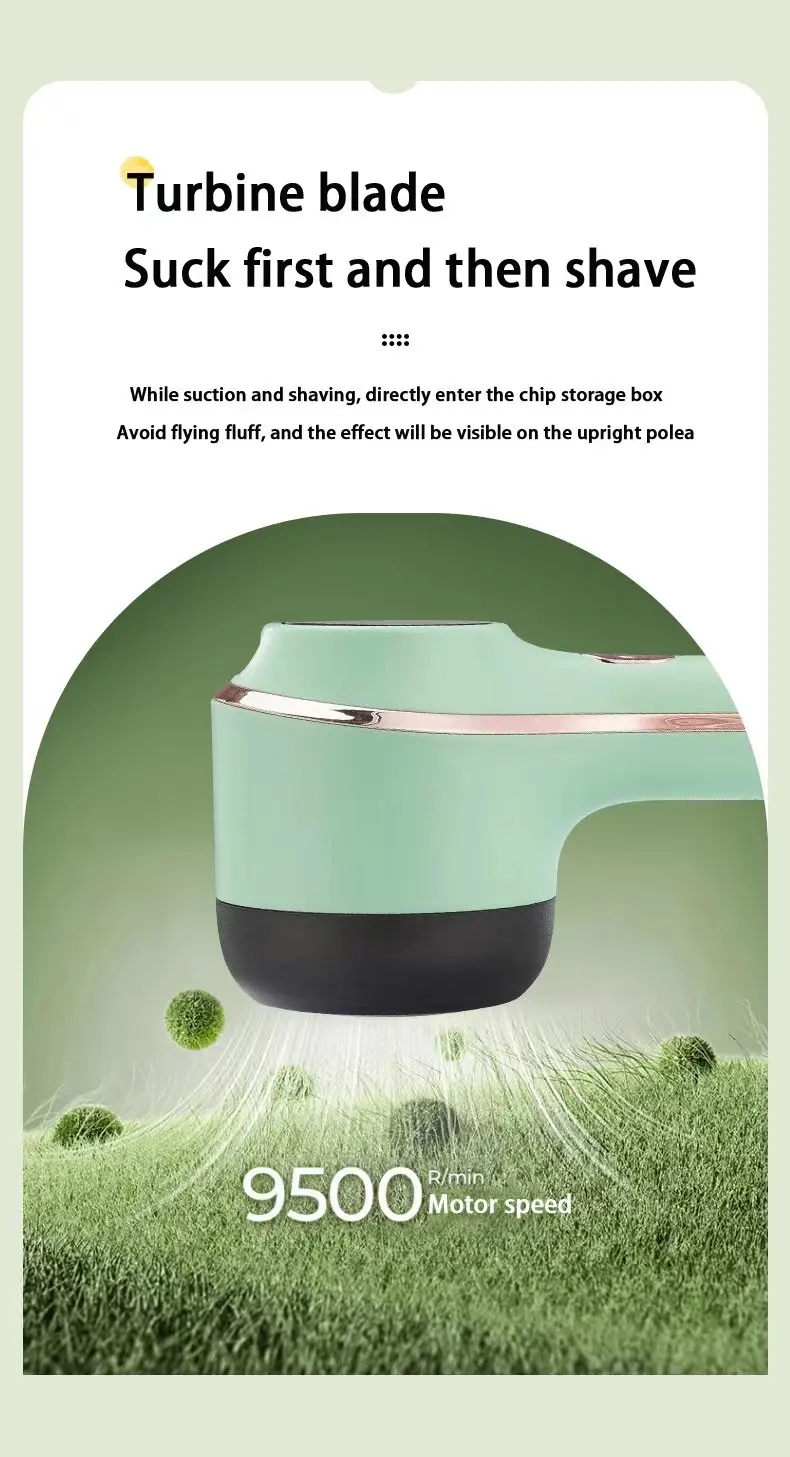 Turbine blade
Suck first and then shave
While suction and shaving, directly enter the chip storage box
Avoid flying fluff, and the effect will be visible on the upright polea
9500 R/min
Motor speed